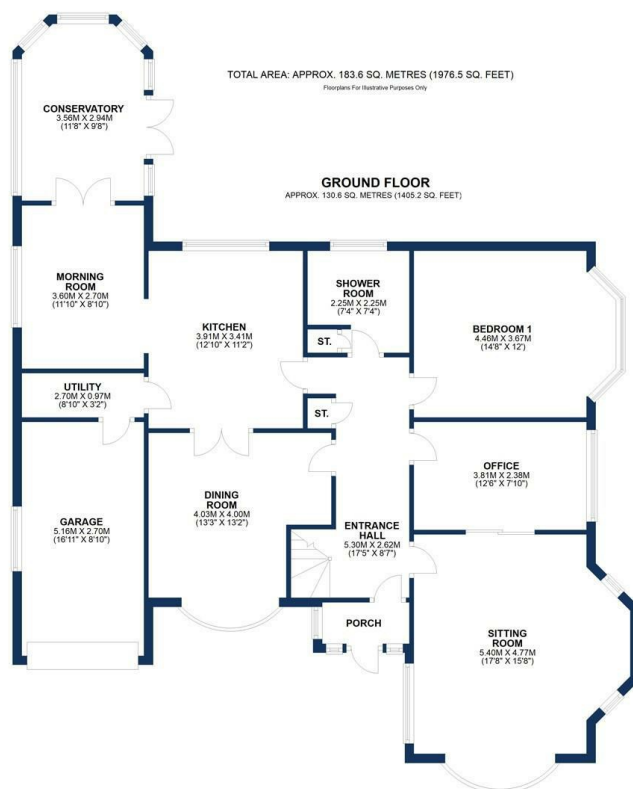 TOTAL AREA: APPROX. 183.6 SQ. METRES (1976.5 SQ. FEET)
Floorplans For Illustrative Purposes Only
CONSERVATORY
3.56M X 2.94M
(11'8" X 9'8")
GROUND FLOOR
APPROX. 130.6 SQ. METRES (1405.2 SQ. FEET)
MORNING
ROOM
3.60M X 2.70M
(11'10" X 8'10")
KITCHEN
3.91M X 3.41M
(12'10" X 11'2")
SHOWER
ROOM
2.25M X 2.25M
(7'4" X 7'4")
ST.
BEDROOM 1
4.46M X 3.67M
(14'8" X 12')
UTILITY
2.70M X 0.97M
(8'10" X 3'2")
ST.
OFFICE
3.81M X 2.38M
(12'6" X 7'10")
GARAGE
5.16M X 2.70M
(16'11" X 8'10")
DINING
ROOM
4.03M X 4.00M
(13'3" X 13'2")
ENTRANCE
HALL
5.30M X 2.62M
(17'5" X 8'7")
PORCH
SITTING
ROOM
5.40M X 4.77M
(17'8" X 15'8")